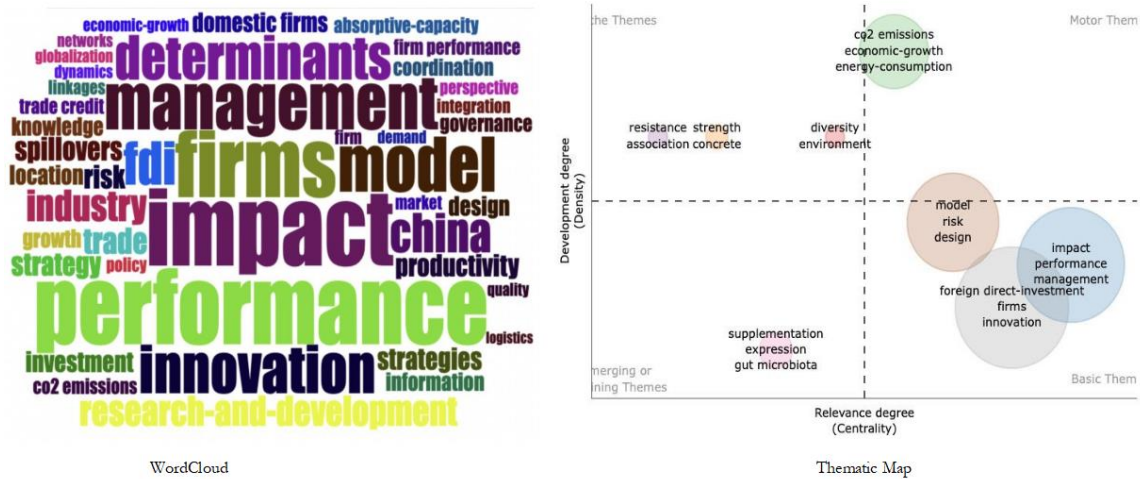 economic-growth domestic firms absorptive-capacity
networks
globalization
dynamics
determinants
firm performance
coordination
linkages
trade credit
management
perspective
integration
governance
knowledge
spillovers
location risk
fdi
firms
firm demand
model
industry
impact
market design
china
growth trade
strategy policy
productivity
performance
quality
logistics
investment
co2 emissions
innovation
strategies
information
research-and-development
WordCloud
che Themes
Motor Them
co2 emissions
economic-growth
energy-consumption
resistance
association
strength
concrete
diversity
environment
Development degree
(Density)
model
risk
design
impact
performance
management
foreign direct-investment
firms
innovation
supplementation
expression
gut microbiota
merging or
ining Themes
Basic Them
Relevance degree
(Centrality)
Thematic Map